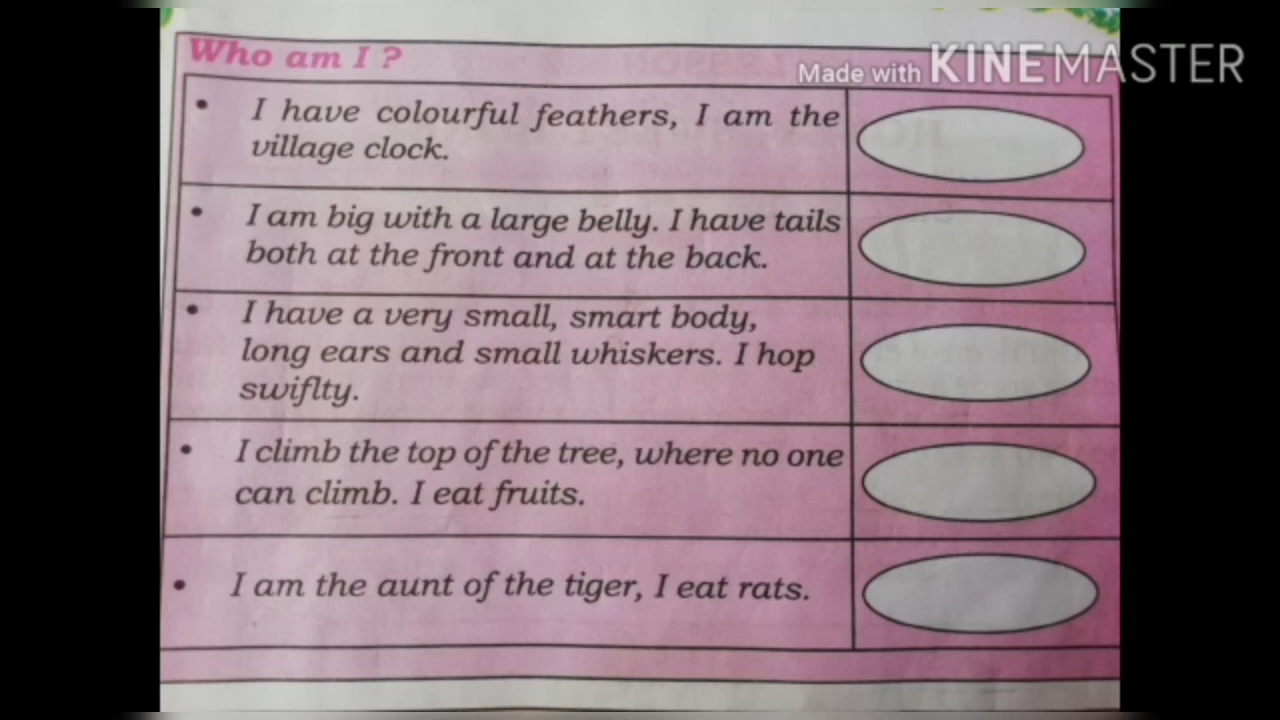 Who am I ?
Made with KINEMASTER
• I have colourful feathers, I am the
village clock.
• I am big with a large belly. I have tails
both at the front and at the back.
• I have a very small, smart body,
long ears and small whiskers. I hop
swiflty.
• I climb the top of the tree, where no one
can climb. I eat fruits.
• I am the aunt of the tiger, I eat rats.